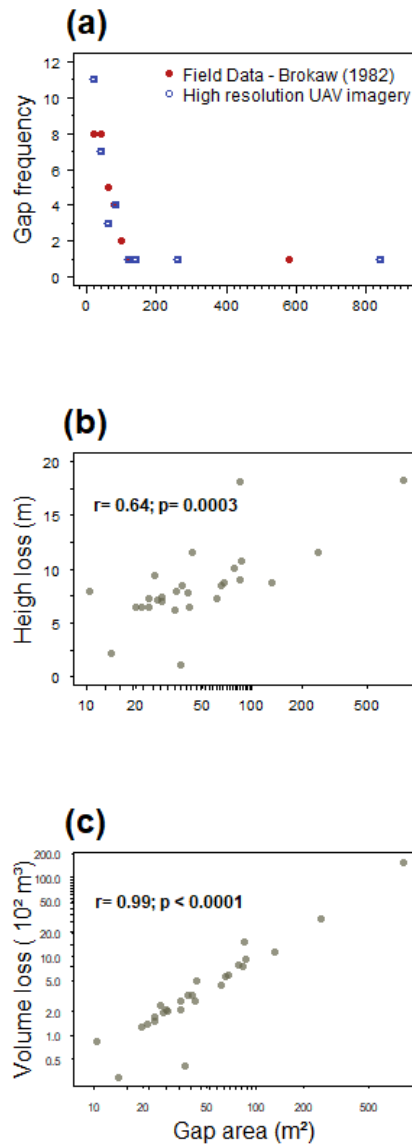 (a)
12
10
8
6
4
2
0
Gap frequency
Field Data - Brokaw (1982)
High resolution UAV imagery
0 200 400 600 800
(b)
20
15
10
5
0
Heigh loss (m)
r= 0.64; p= 0.0003
10 50 100 200 500
(c)
200.0
100.0
50.0
20.0
10.0
5.0
2.0
1.0
0.5
Volume loss ( 10² m³)
r= 0.99; p < 0.0001
10 20 50 100 200 500
Gap area (m²)